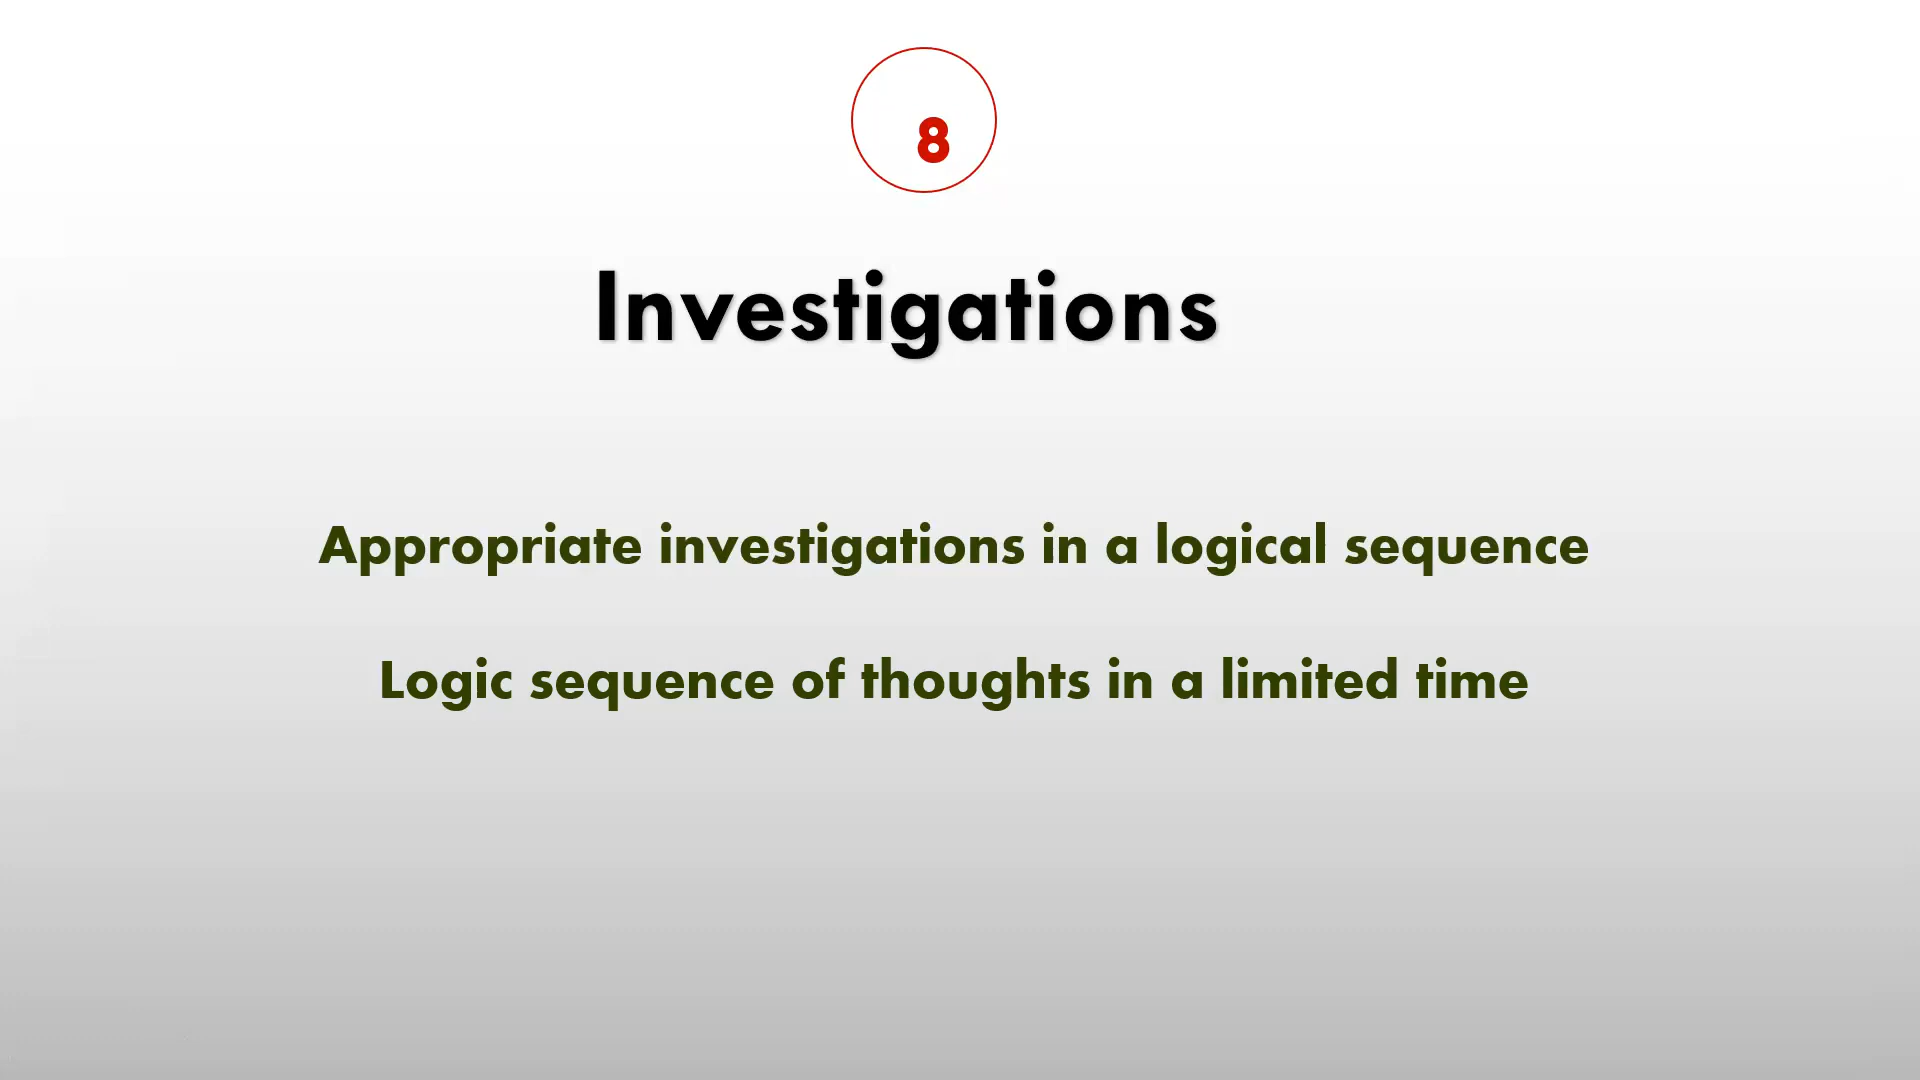 8
Investigations
Appropriate investigations in a logical sequence
Logic sequence of thoughts in a limited time